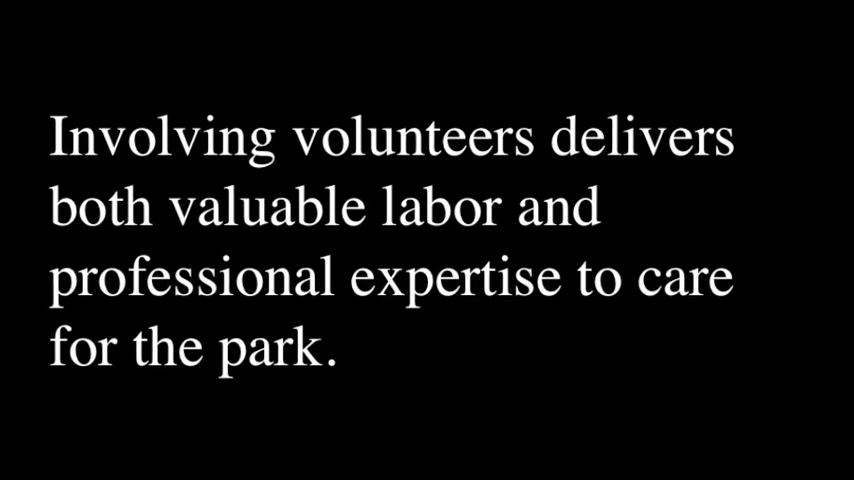 Involving volunteers delivers
both valuable labor and
professional expertise to care
for the park.